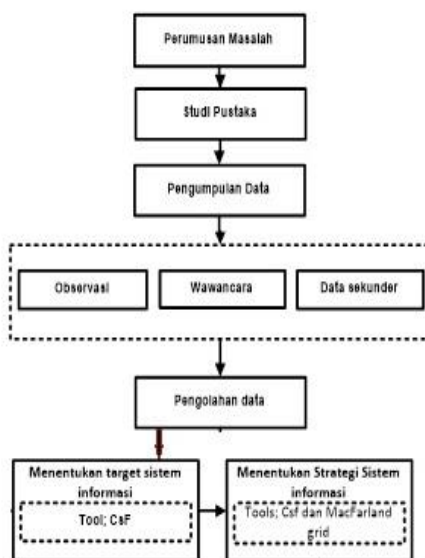 Perumusan Masalah
Studi Pustaka
Pengumpulan Data
Observasi
Wawancara
Data sekunder
Pengolahan data
Menentukan target sistem
informasi
Tool; CsF
Menentukan Strategi Sistem
informasi
Tools; Csf dan MacFarland
grid